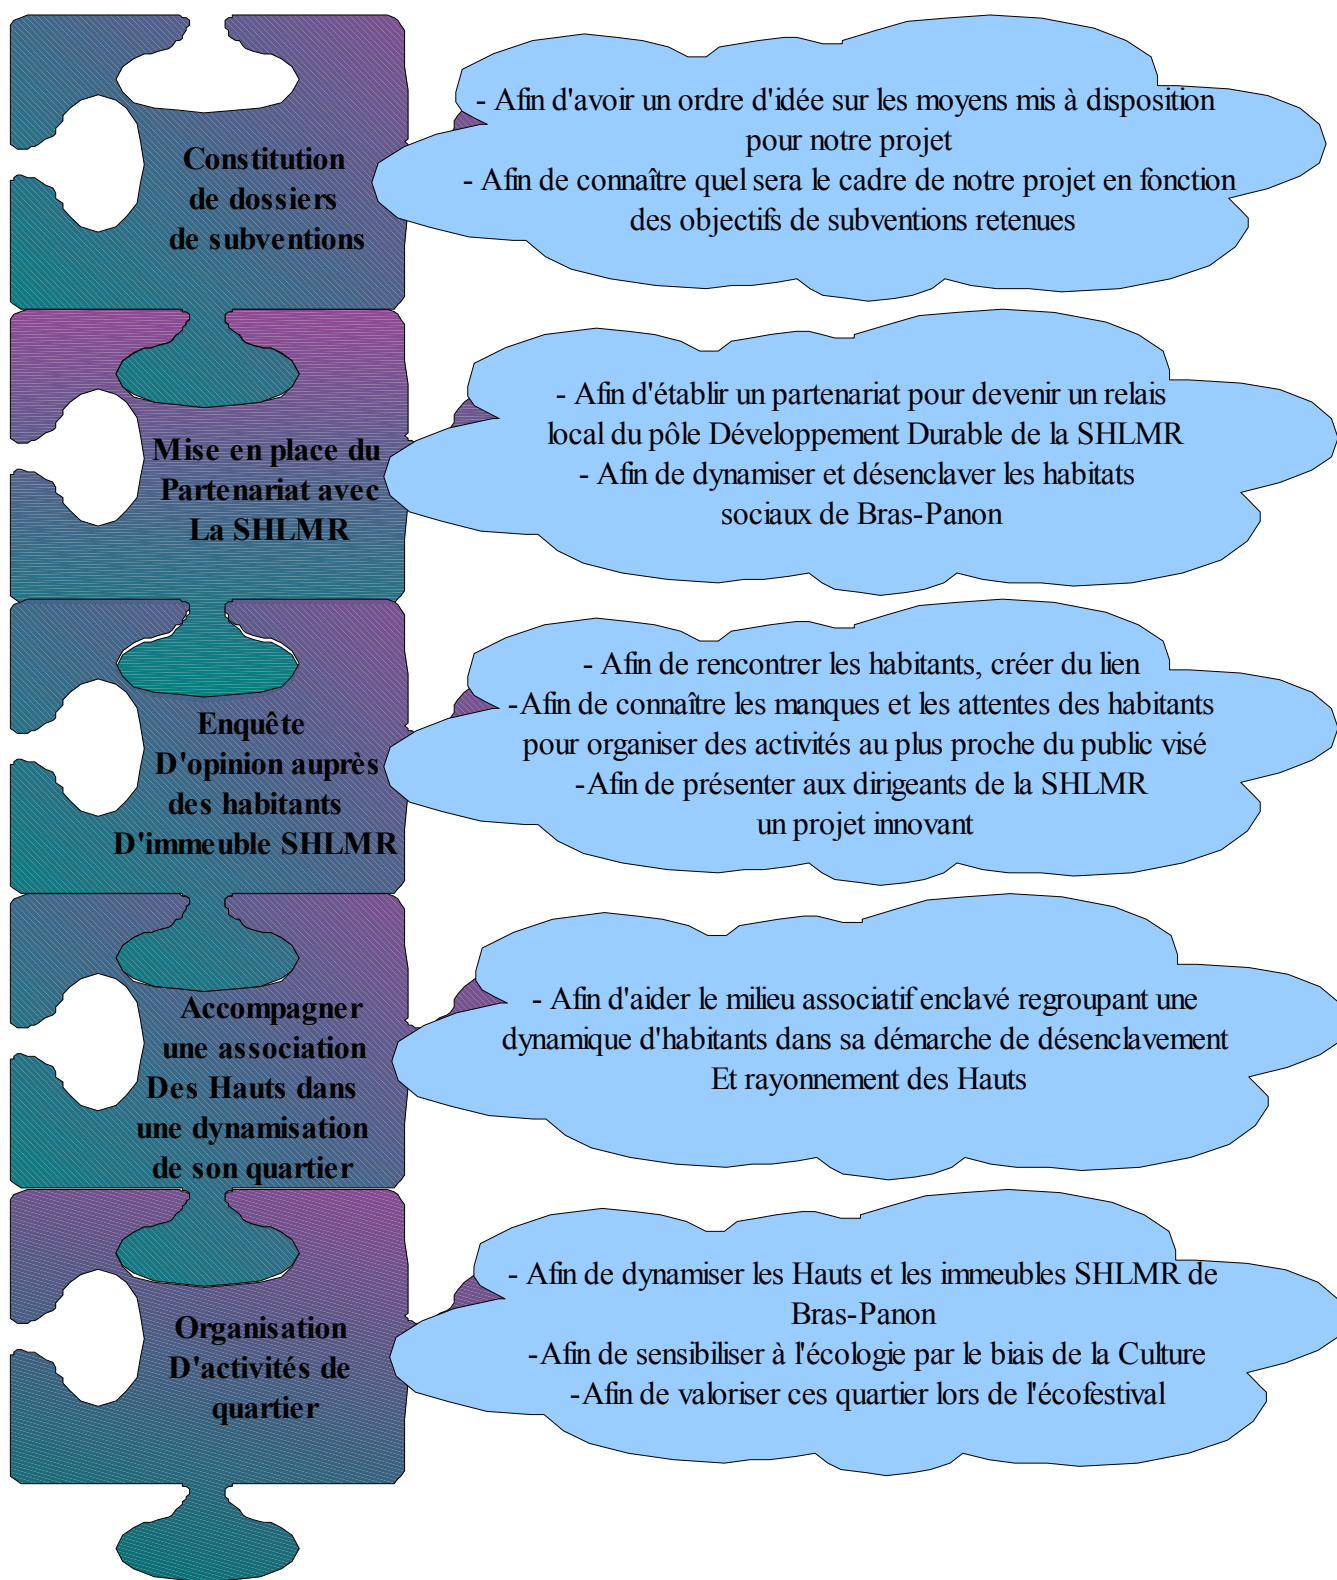 Constitution
de dossiers
de subventions
- Afin d'avoir un ordre d'idée sur les moyens mis à disposition
pour notre projet
- Afin de connaître quel sera le cadre de notre projet en fonction
des objectifs de subventions retenues
Mise en place du
Partenariat avec
La SHLMR
- Afin d'établir un partenariat pour devenir un relais
local du pôle Développement Durable de la SHLMR
- Afin de dynamiser et désenclaver les habitats
sociaux de Bras-Panon
Enquête
D'opinion auprès
des habitants
D'immeuble SHLMR
- Afin de rencontrer les habitants, créer du lien
-Afin de connaître les manques et les attentes des habitants
pour organiser des activités au plus proche du public visé
-Afin de présenter aux dirigeants de la SHLMR
un projet innovant
Accompagner
une association
Des Hauts dans
une dynamisation
de son quartier
- Afin d'aider le milieu associatif enclavé regroupant une
dynamique d'habitants dans sa démarche de désenclavement
Et rayonnement des Hauts
Organisation
D'activités de
quartier
- Afin de dynamiser les Hauts et les immeubles SHLMR de
Bras-Panon
-Afin de sensibiliser à l'écologie par le biais de la Culture
-Afin de valoriser ces quartier lors de l'écofestival